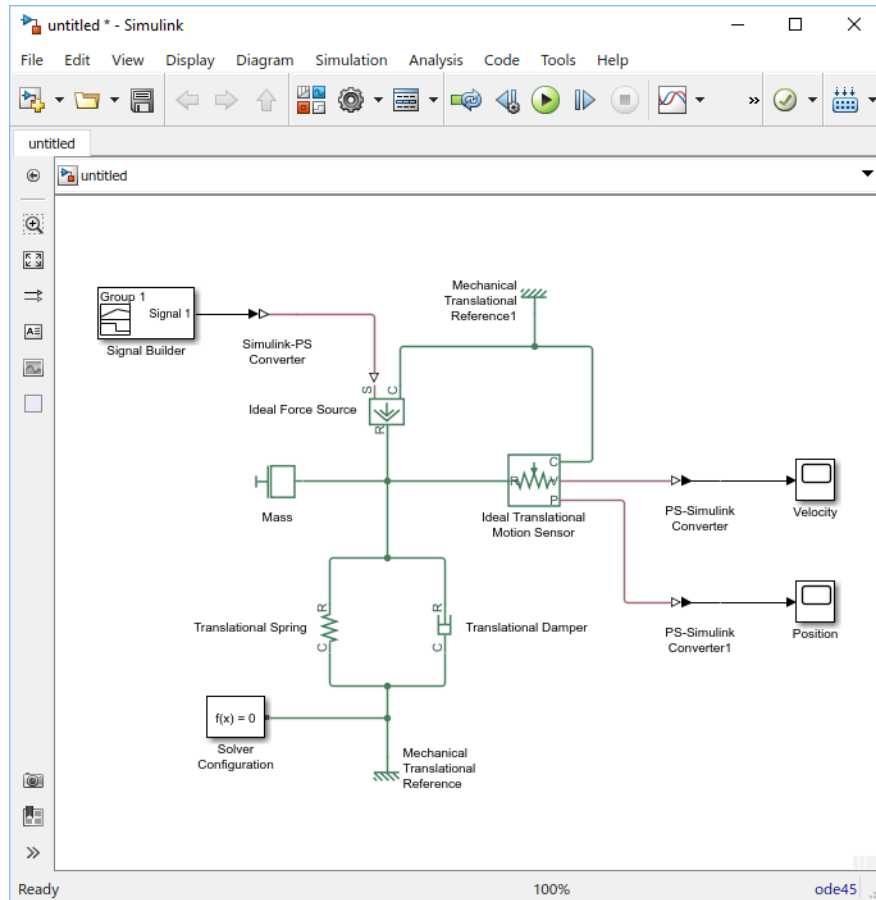 untitled * - Simulink
File Edit View Display Diagram Simulation Analysis Code Tools Help
»
untitled
untitled
Group 1
Signal 1
Signal Builder
Simulink-PS
Converter
Mechanical
Translational
Reference1
S
C
Ideal Force Source
R
Mass
R
C
V
P
Ideal Translational
Motion Sensor
PS-Simulink
Converter
Velocity
Translational Spring
R
C
R
C
Translational Damper
PS-Simulink
Converter1
Position
f(x) = 0
Solver
Configuration
Mechanical
Translational
Reference
Ready 100% ode45